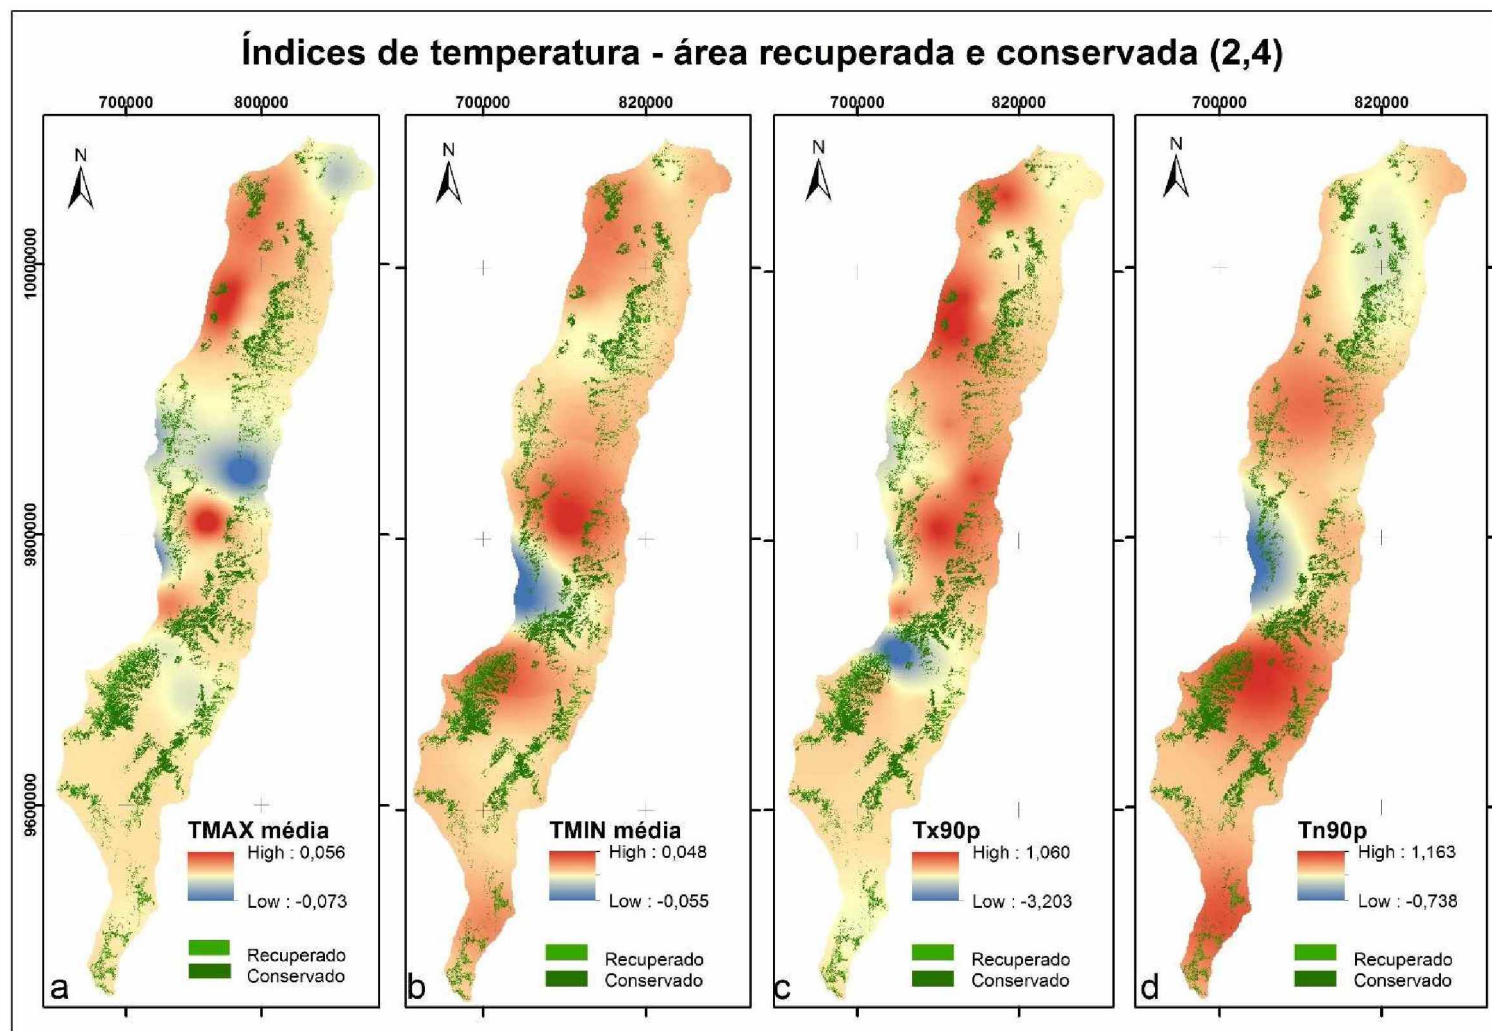 Índices de temperatura - área recuperada e conservada (2,4)
700000 800000
700000 820000
700000 820000
700000 820000
N
N
N
N
10000000
9800000
9600000
TMAX média
High : 0,056
Low : -0,073
Recuperado
Conservado
a
TMIN média
High : 0,048
Low : -0,055
Recuperado
Conservado
b
Tx90p
High : 1,060
Low : -3,203
Recuperado
Conservado
c
Tn90p
High : 1,163
Low : -0,738
Recuperado
Conservado
d